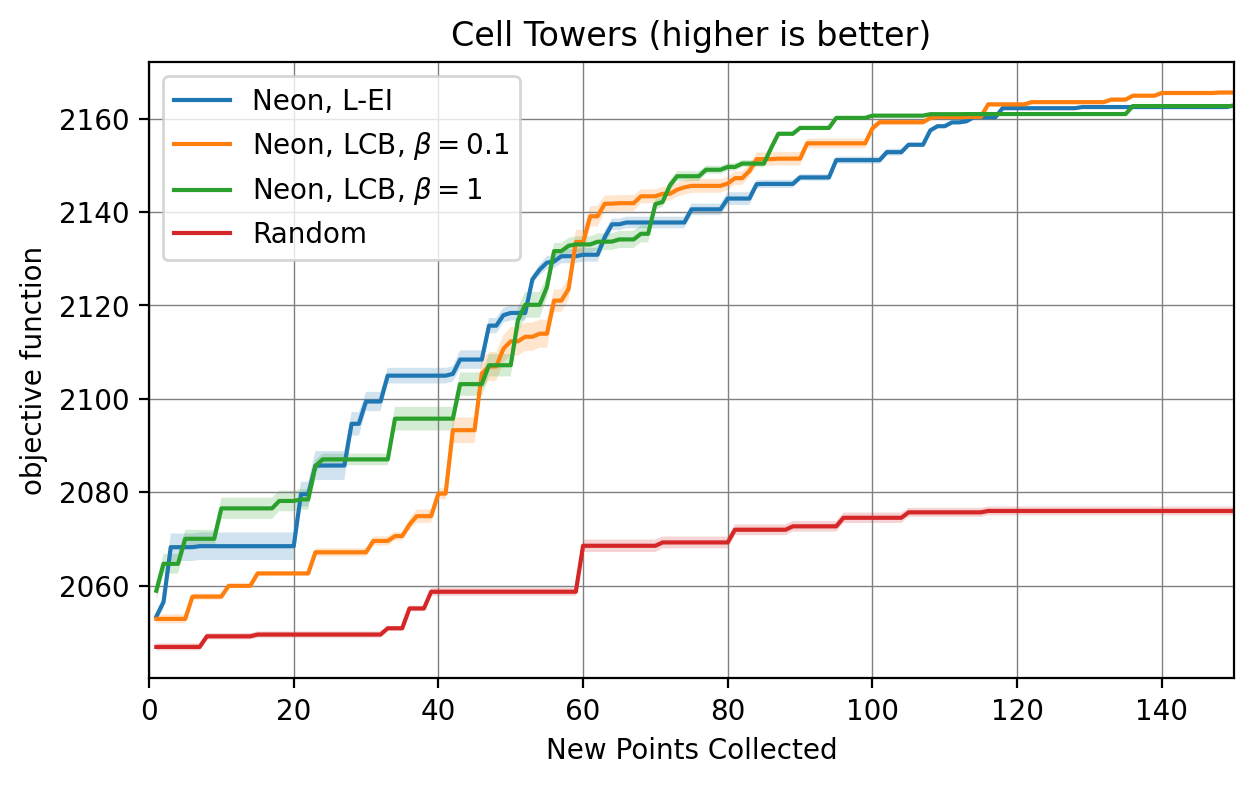 Cell Towers (higher is better)
Neon, L-EI
Neon, LCB, β = 0.1
Neon, LCB, β = 1
Random
objective function
2160
2140
2120
2100
2080
2060
0 20 40 60 80 100 120 140
New Points Collected